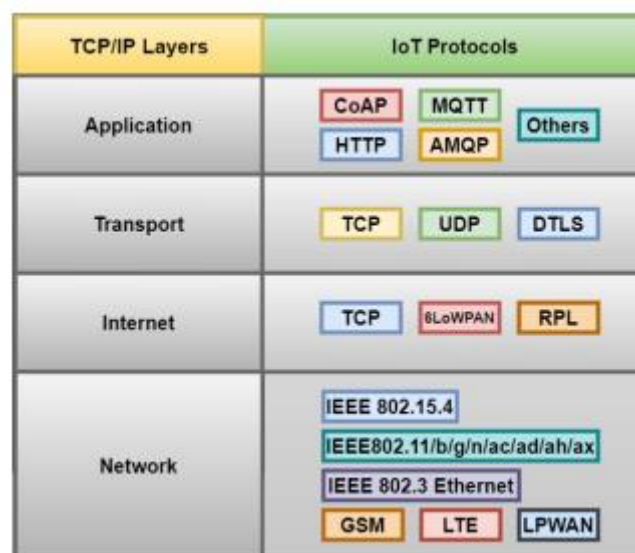 TCP/IP Layers IoT Protocols
Application
CoAP MQTT
Others
HTTP AMQP
Transport
TCP UDP DTLS
Internet
TCP 6LoWPAN RPL
Network
IEEE 802.15.4
IEEE802.11/b/g/n/ac/ad/ah/ax
IEEE 802.3 Ethernet
GSM LTE LPWAN